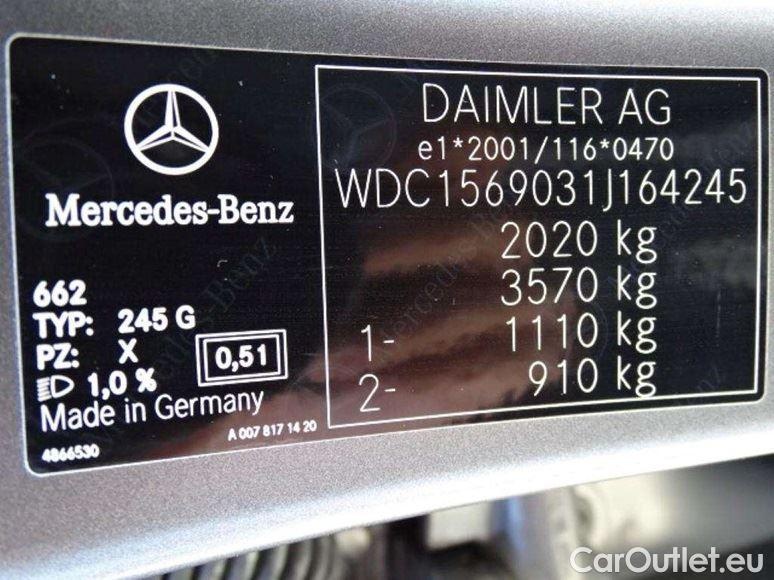 Mercedes-Benz
662
TYP: 245 G
PZ: X
0,51
1,0 %
Made in Germany
4866530
A 007 817 14 20
DAIMLER AG
e1*2001/116*0470
WDC1569031J164245
2020 kg
3570 kg
1- 1110 kg
2- 910 kg
CarOutlet.eu